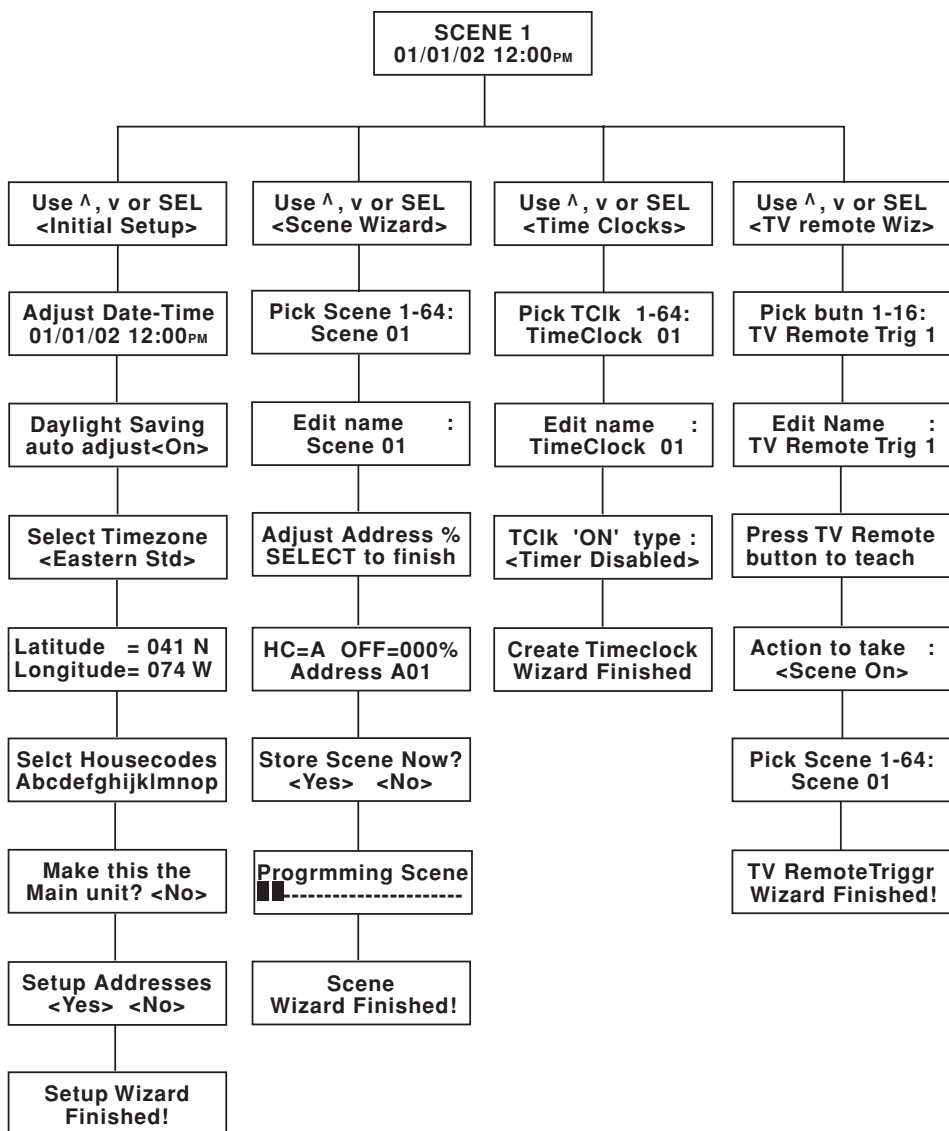 SCENE 1
01/01/02 12:00PM
Use ^, v or SEL
<Initial Setup>
Adjust Date-Time
01/01/02 12:00PM
Daylight Saving
auto adjust<On>
Select Timezone
<Eastern Std>
Latitude = 041 N
Longitude= 074 W
Selct Housecodes
Abcdefghijklmnop
Make this the
Main unit? <No>
Setup Addresses
<Yes> <No>
Setup Wizard
Finished!
Use ^, v or SEL
<Scene Wizard>
Pick Scene 1-64:
Scene 01
Edit name :
Scene 01
Adjust Address %
SELECT to finish
HC=A OFF=000%
Address A01
Store Scene Now?
<Yes> <No>
Progrmming Scene
Scene
Wizard Finished!
Use ^, v or SEL
<Time Clocks>
Pick TClk 1-64:
TimeClock 01
Edit name :
TimeClock 01
TClk 'ON' type :
<Timer Disabled>
Create Timeclock
Wizard Finished
Use ^, v or SEL
<TV remote Wiz>
Pick butn 1-16:
TV Remote Trig 1
Edit Name :
TV Remote Trig 1
Press TV Remote
button to teach
Action to take :
<Scene On>
Pick Scene 1-64:
Scene 01
TV RemoteTriggr
Wizard Finished!